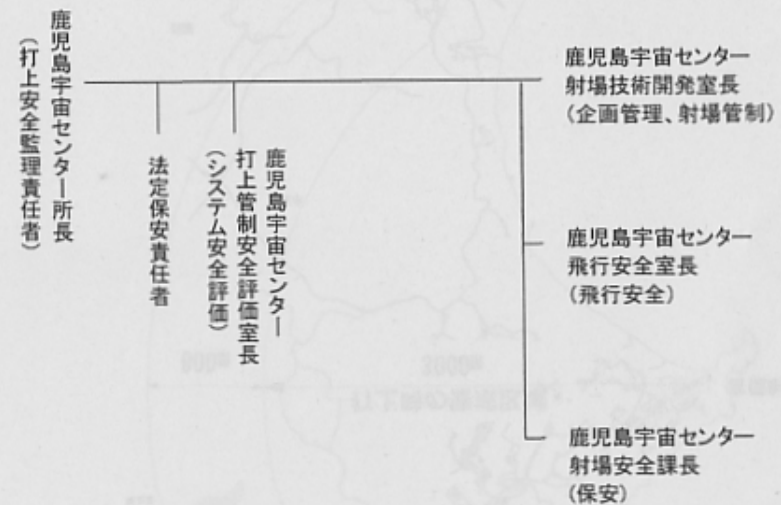 鹿児島宇宙センター所長
（打上安全監理責任者）
法定保安責任者
鹿児島宇宙センター
打上管制安全評価室長
（システム安全評価）
鹿児島宇宙センター
射場技術開発室長
(企画管理、射場管制)
鹿児島宇宙センター
飛行安全室長
(飛行安全)
鹿児島宇宙センター
射場安全課長
(保安)